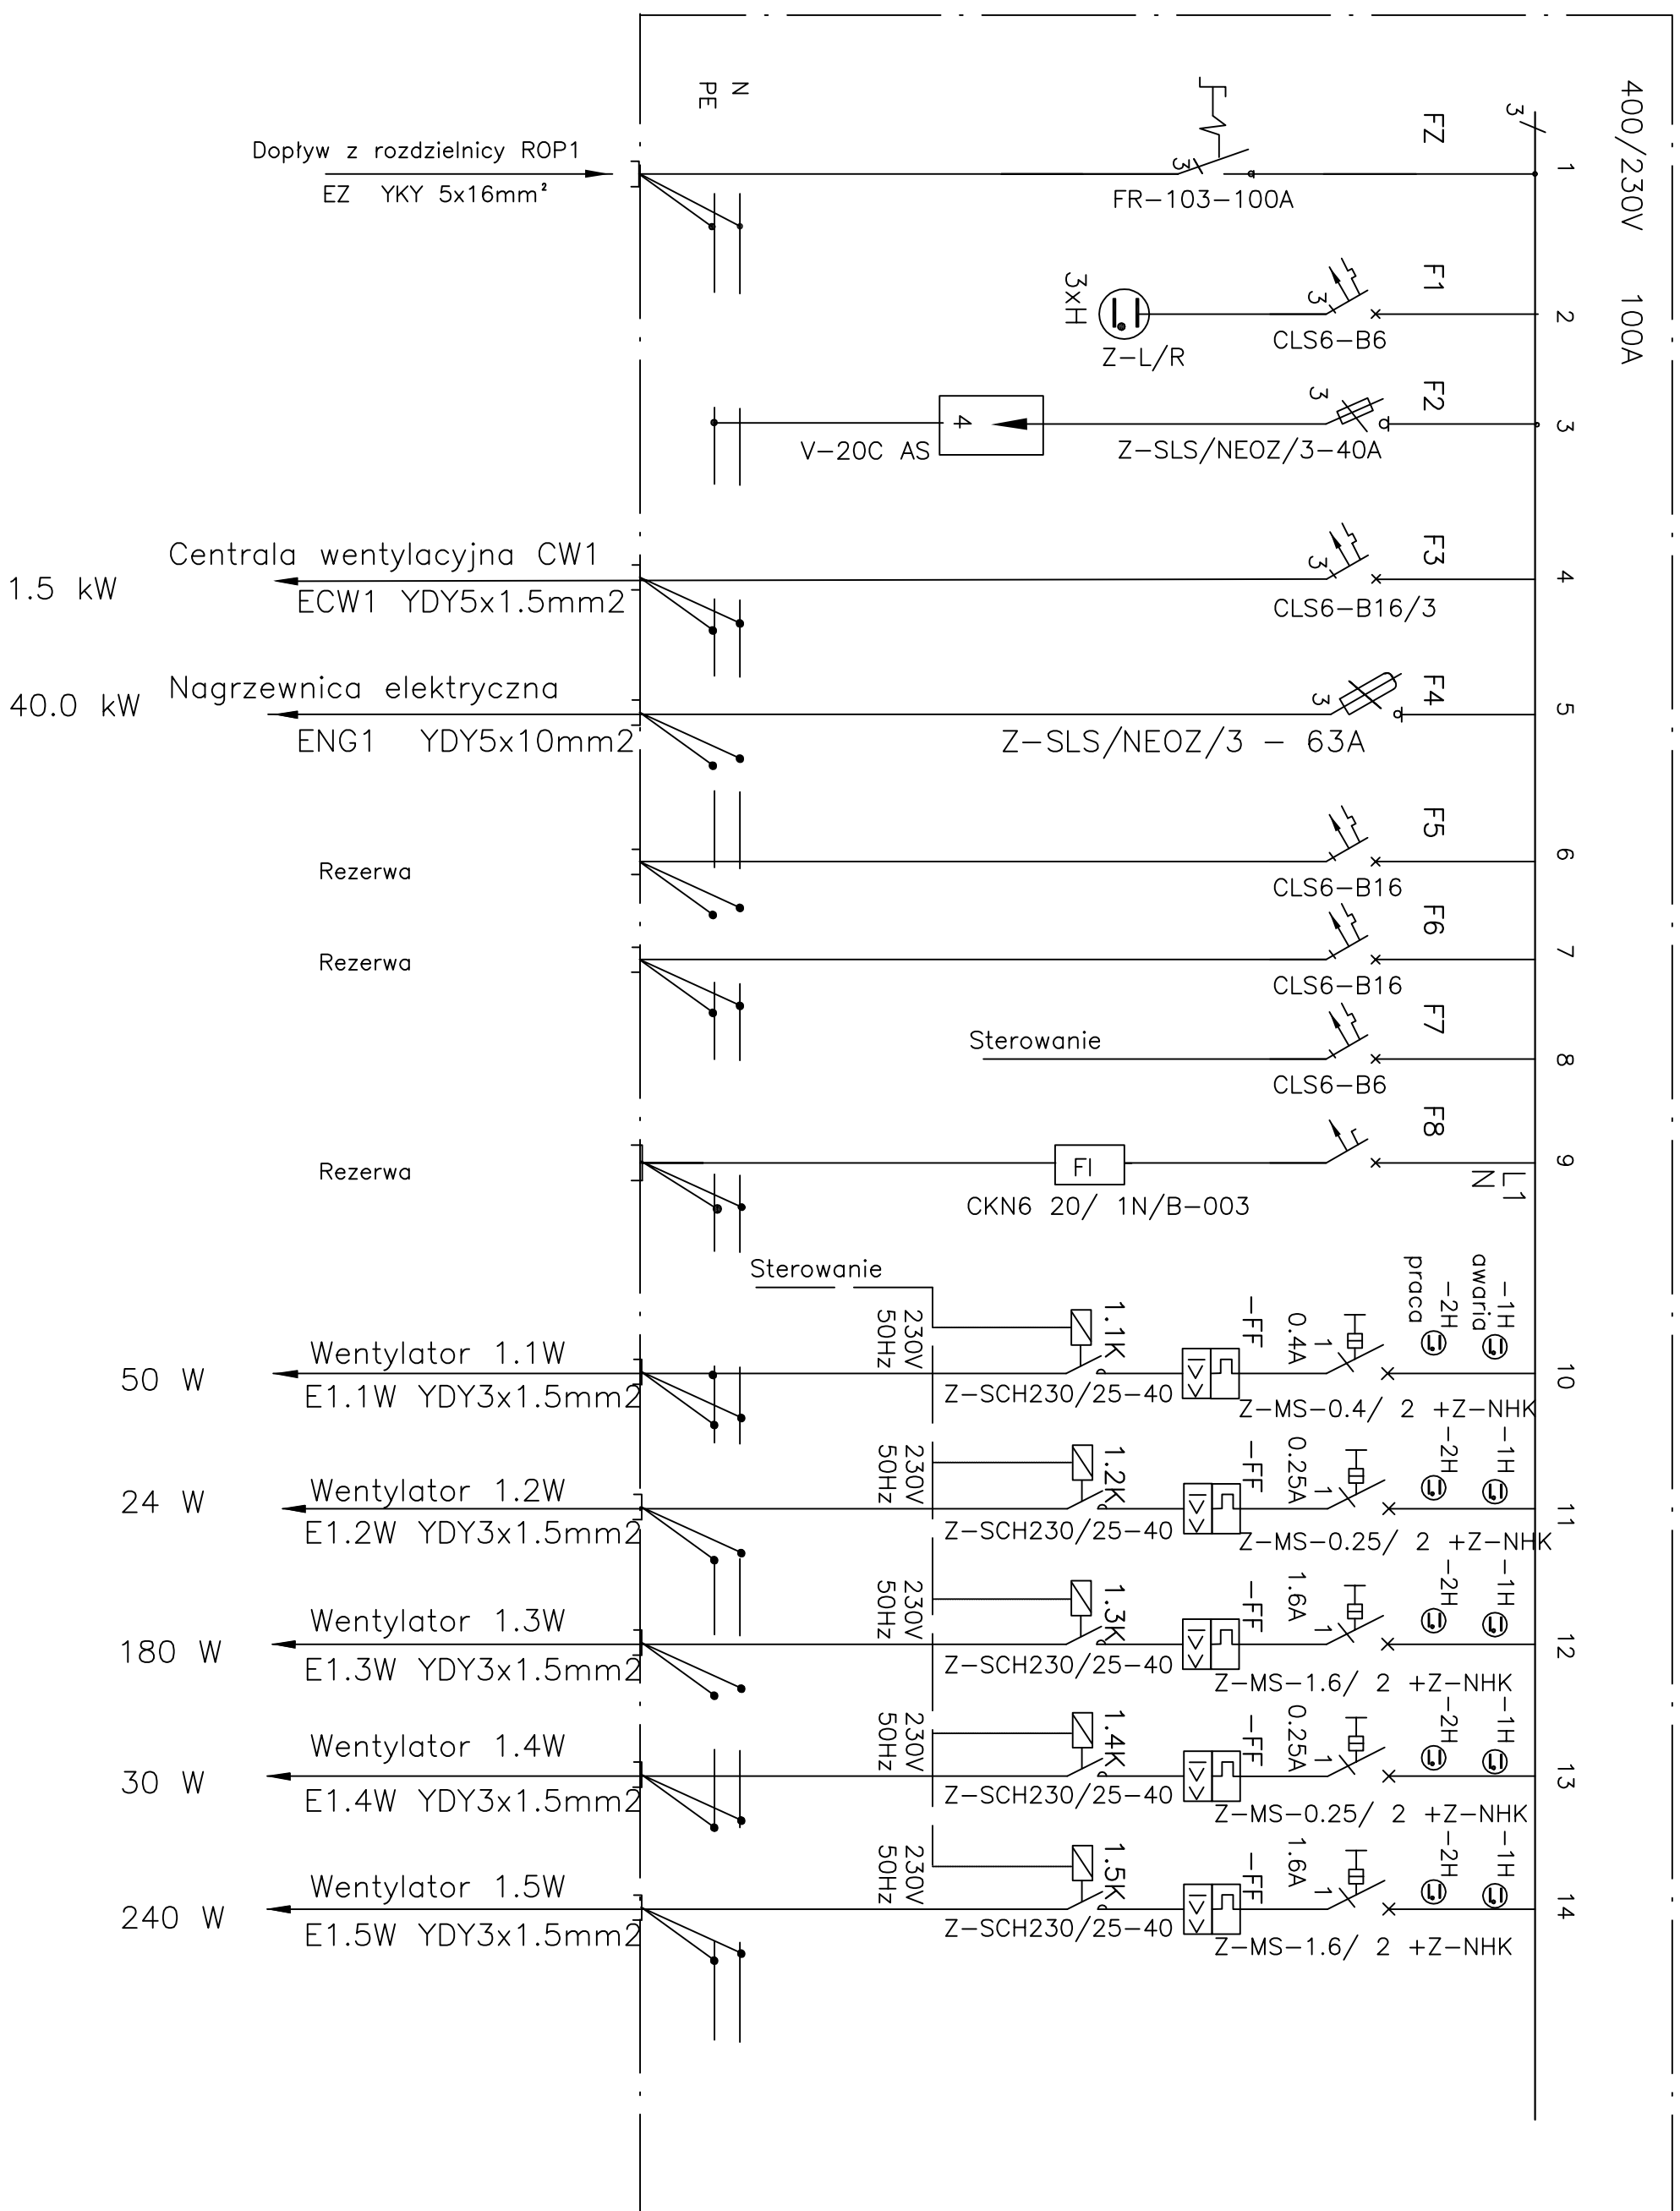 400/230V 100A
N
PE
3
FZ
1
3
Dopływ z rozdzielnicy ROP1
EZ YKY 5x16mm²
FR-103-100A
F1
2
3
3xH
CLS6-B6
Z-L/R
F2
3
3
4
V-20C AS
Z-SLS/NEOZ/3-40A
F3
4
3
1.5 kW
Centrala wentylacyjna CW1
ECW1 YDY5x1.5mm2
CLS6-B16/3
F4
5
3
40.0 kW
Nagrzewnica elektryczna
ENG1 YDY5x10mm2
Z-SLS/NEOZ/3 - 63A
F5
6
Rezerwa
CLS6-B16
F6
7
Rezerwa
CLS6-B16
F7
8
Sterowanie
CLS6-B6
F8
9
L1
N
Rezerwa
FI
CKN6 20/ 1N/B-003
Sterowanie
-1H
awaria
-2H
praca
10
50 W
Wentylator 1.1W
E1.1W YDY3x1.5mm2
230V
50Hz
1.1K
Z-SCH230/25-40
I>
>
-FF
0.4A
1
Z-MS-0.4/ 2 +Z-NHK
-1H
-2H
11
24 W
Wentylator 1.2W
E1.2W YDY3x1.5mm2
230V
50Hz
1.2K
Z-SCH230/25-40
I>
>
-FF
0.25A
1
Z-MS-0.25/ 2 +Z-NHK
-1H
-2H
12
180 W
Wentylator 1.3W
E1.3W YDY3x1.5mm2
230V
50Hz
1.3K
Z-SCH230/25-40
I>
>
-FF
1.6A
1
Z-MS-1.6/ 2 +Z-NHK
-1H
-2H
13
30 W
Wentylator 1.4W
E1.4W YDY3x1.5mm2
230V
50Hz
1.4K
Z-SCH230/25-40
I>
>
-FF
0.25A
1
Z-MS-0.25/ 2 +Z-NHK
-1H
-2H
14
240 W
Wentylator 1.5W
E1.5W YDY3x1.5mm2
230V
50Hz
1.5K
Z-SCH230/25-40
I>
>
-FF
1.6A
1
Z-MS-1.6/ 2 +Z-NHK